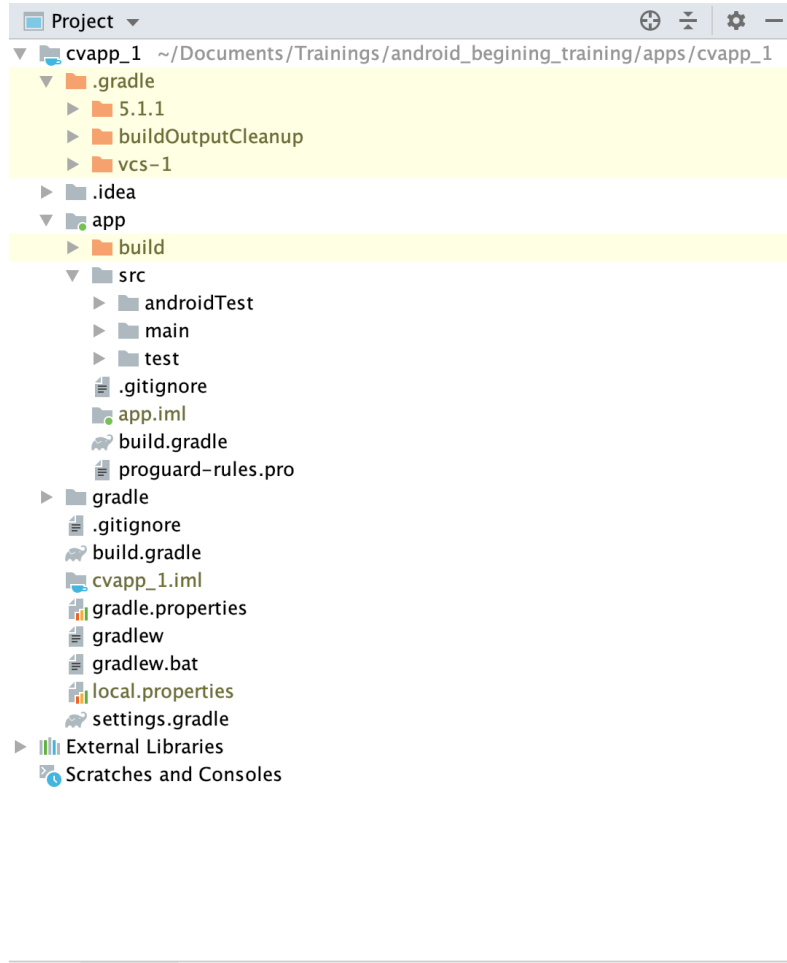 Project
cvapp_1 ~/Documents/Trainings/android_begining_training/apps/cvapp_1
.gradle
5.1.1
buildOutputCleanup
vcs-1
.idea
app
build
src
androidTest
main
test
.gitignore
app.iml
build.gradle
proguard-rules.pro
gradle
.gitignore
build.gradle
cvapp_1.iml
gradle.properties
gradlew
gradlew.bat
local.properties
settings.gradle
External Libraries
Scratches and Consoles